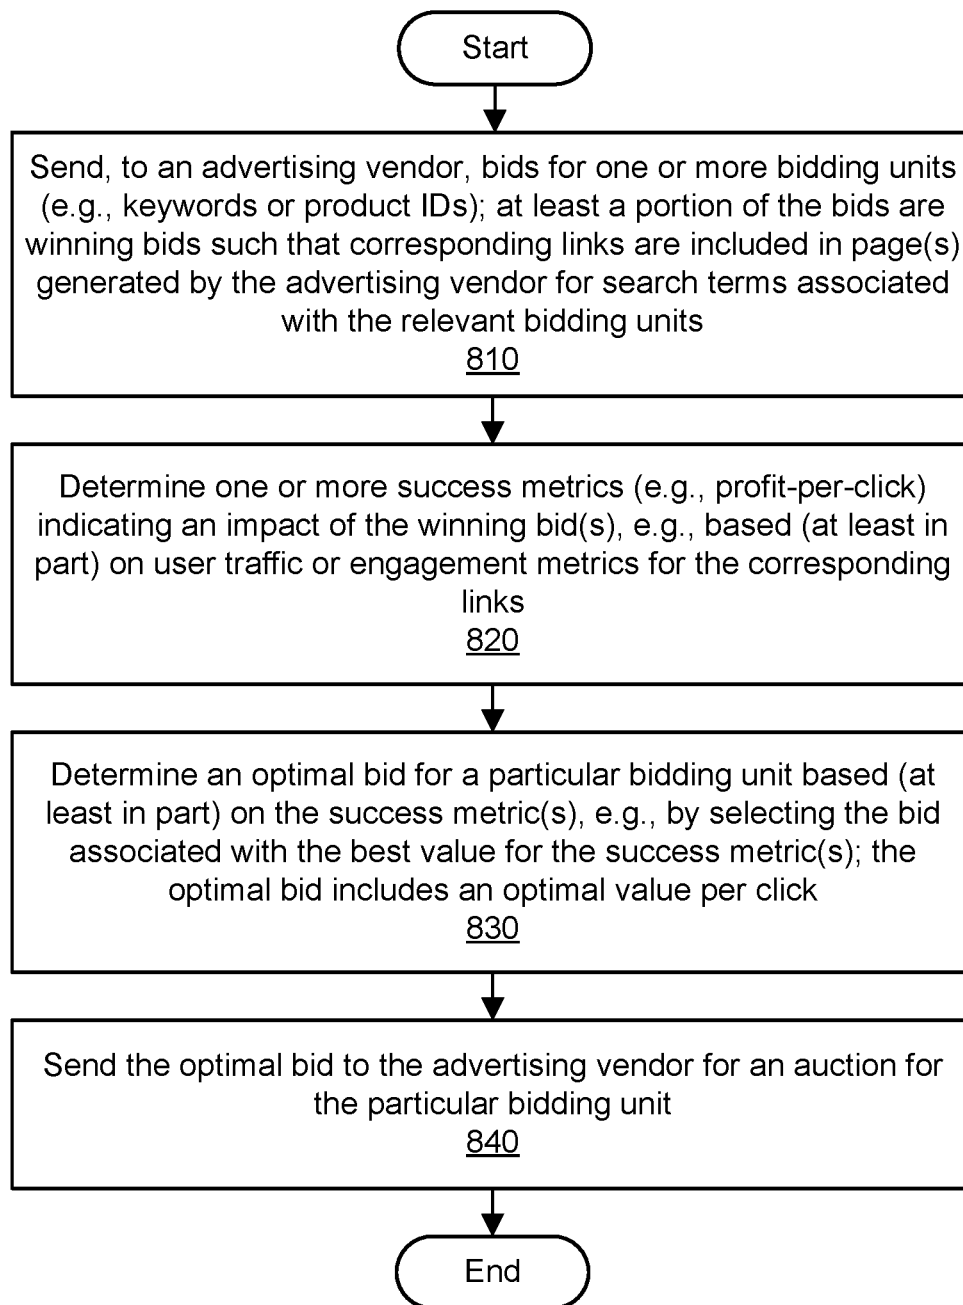 Start
Send, to an advertising vendor, bids for one or more bidding units
(e.g., keywords or product IDs); at least a portion of the bids are
winning bids such that corresponding links are included in page(s)
generated by the advertising vendor for search terms associated
with the relevant bidding units
810
Determine one or more success metrics (e.g., profit-per-click)
indicating an impact of the winning bid(s), e.g., based (at least in
part) on user traffic or engagement metrics for the corresponding
links
820
Determine an optimal bid for a particular bidding unit based (at
least in part) on the success metric(s), e.g., by selecting the bid
associated with the best value for the success metric(s); the
optimal bid includes an optimal value per click
830
Send the optimal bid to the advertising vendor for an auction for
the particular bidding unit
840
End